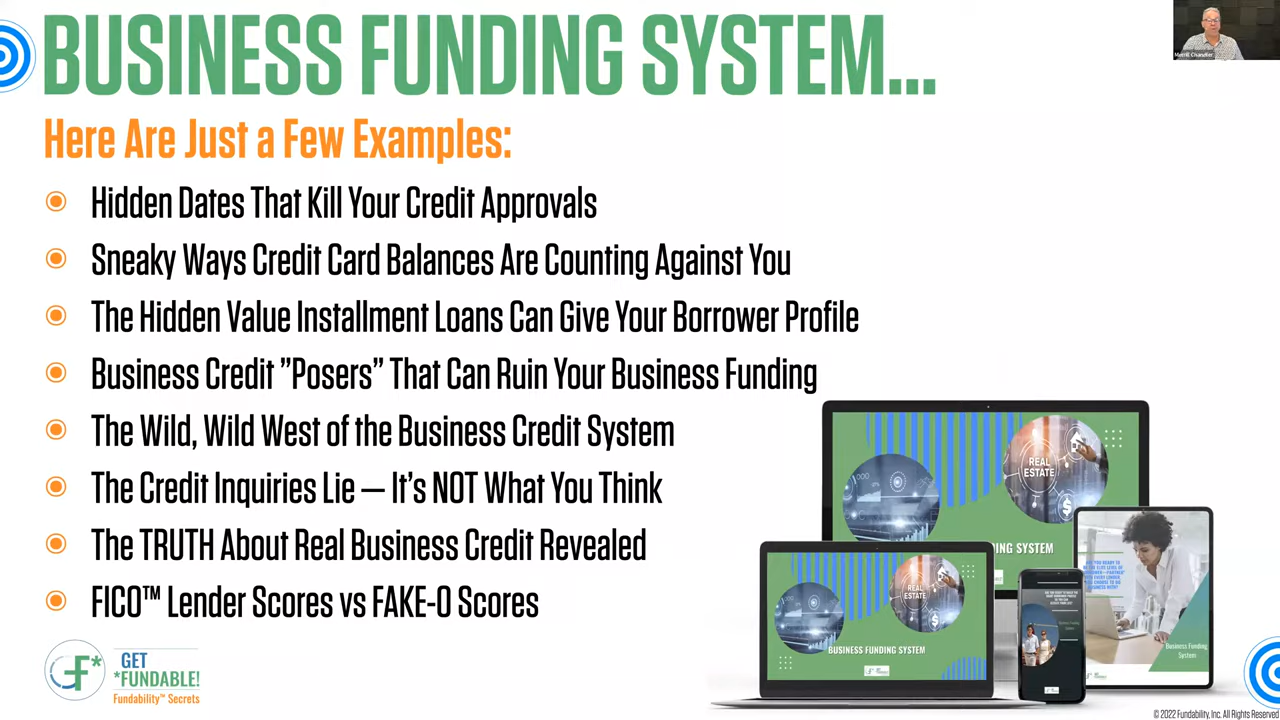 BUSINESS FUNDING SYSTEM...
Merrill Chandler
Here Are Just a Few Examples:
Hidden Dates That Kill Your Credit Approvals
Sneaky Ways Credit Card Balances Are Counting Against You
The Hidden Value Installment Loans Can Give Your Borrower Profile
Business Credit ”Posers” That Can Ruin Your Business Funding
The Wild, Wild West of the Business Credit System
The Credit Inquiries Lie – It’s NOT What You Think
The TRUTH About Real Business Credit Revealed
FICO™ Lender Scores vs FAKE-O Scores
REAL
ESTATE
DING SYSTEM
REAL
ESTATE
BUSINESS FUNDING SYSTEM
Business Funding
System
F*
GET
*FUNDABLE!
Fundability™ Secrets
© 2022 Fundability, Inc. All Rights Reserved